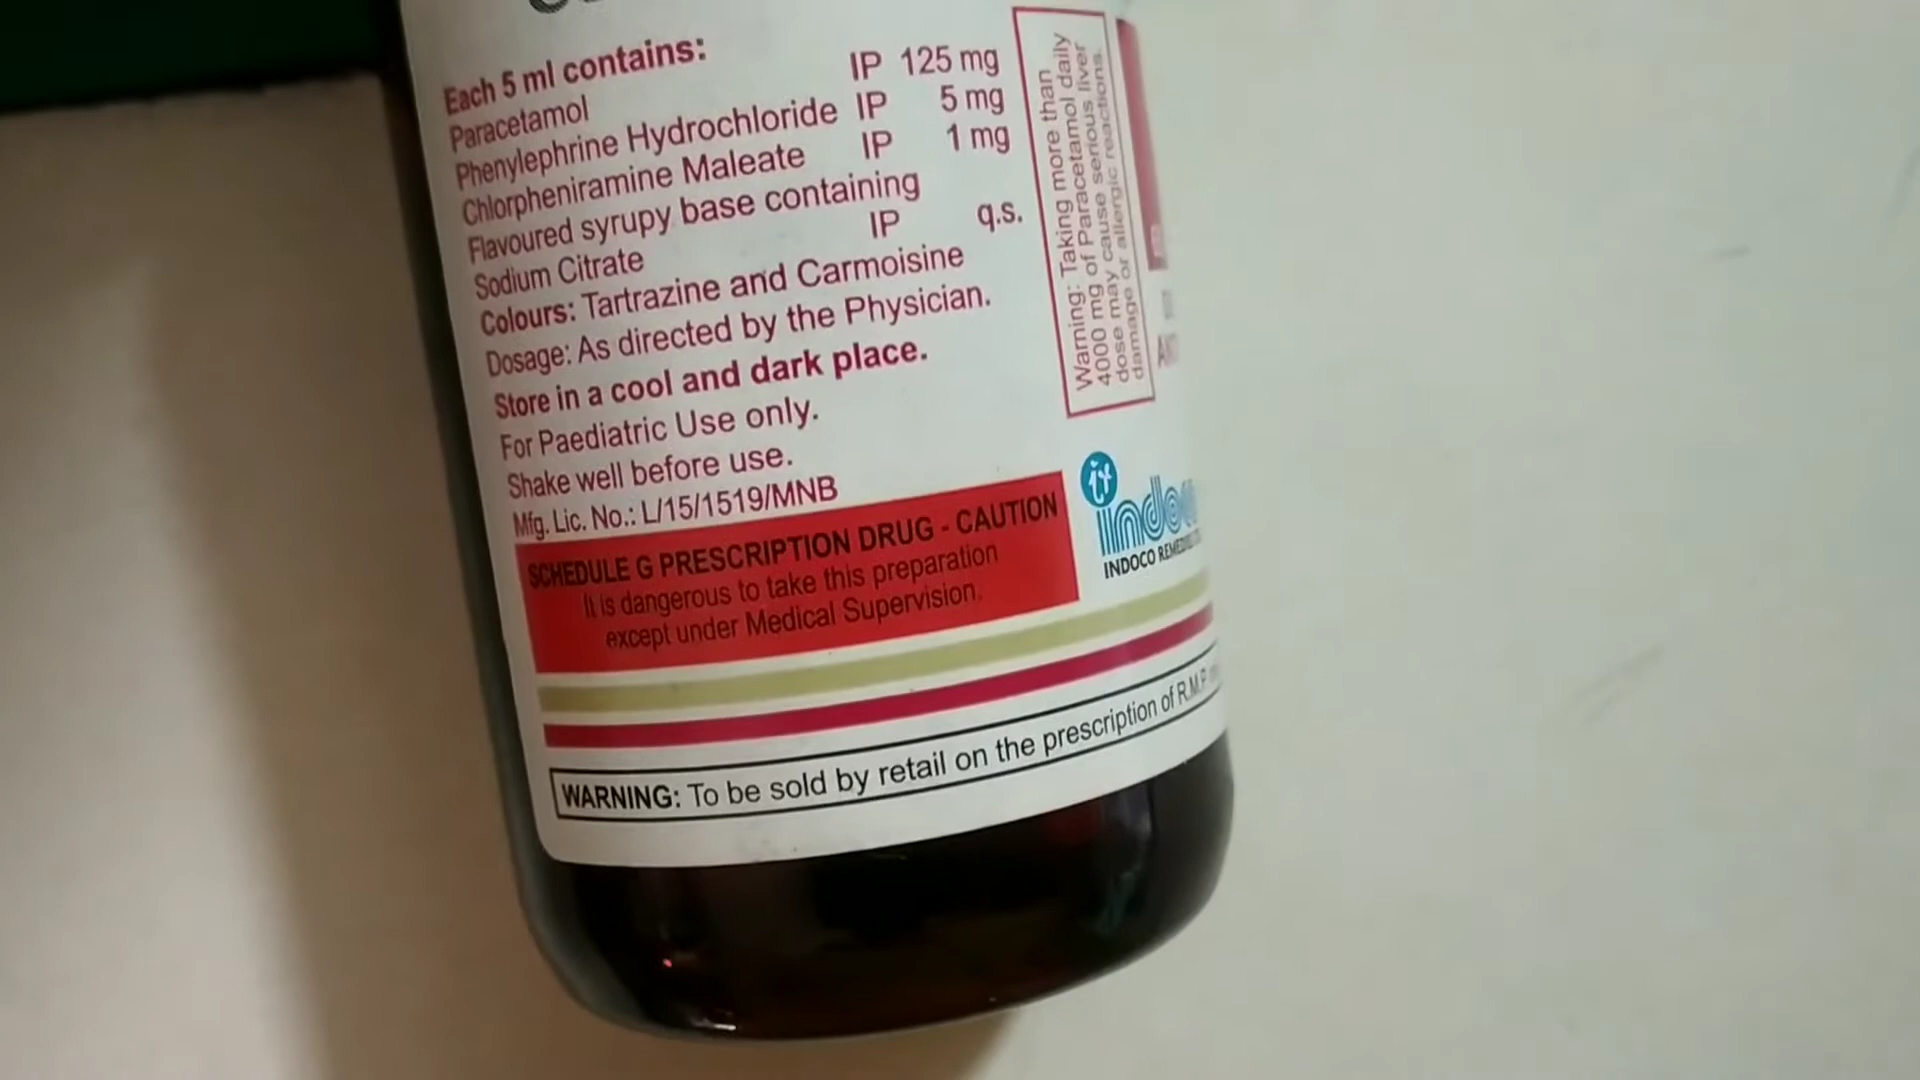 Each 5 ml contains:
Paracetamol IP 125 mg
Phenylephrine Hydrochloride IP 5 mg
Chlorpheniramine Maleate IP 1 mg
Flavoured syrupy base containing
Sodium Citrate IP q.s.
Colours: Tartrazine and Carmoisine
Dosage: As directed by the Physician.
Store in a cool and dark place.
For Paediatric Use only.
Shake well before use.
Mfg. Lic. No.: L/15/1519/MNB
SCHEDULE G PRESCRIPTION DRUG - CAUTION
It is dangerous to take this preparation
except under Medical Supervision.
WARNING: To be sold by retail on the prescription of R.M.P.
Warning: Taking more than
4000 mg of Paracetamol daily
dose may cause serious liver
damage or allergic reactions.
INDOCO